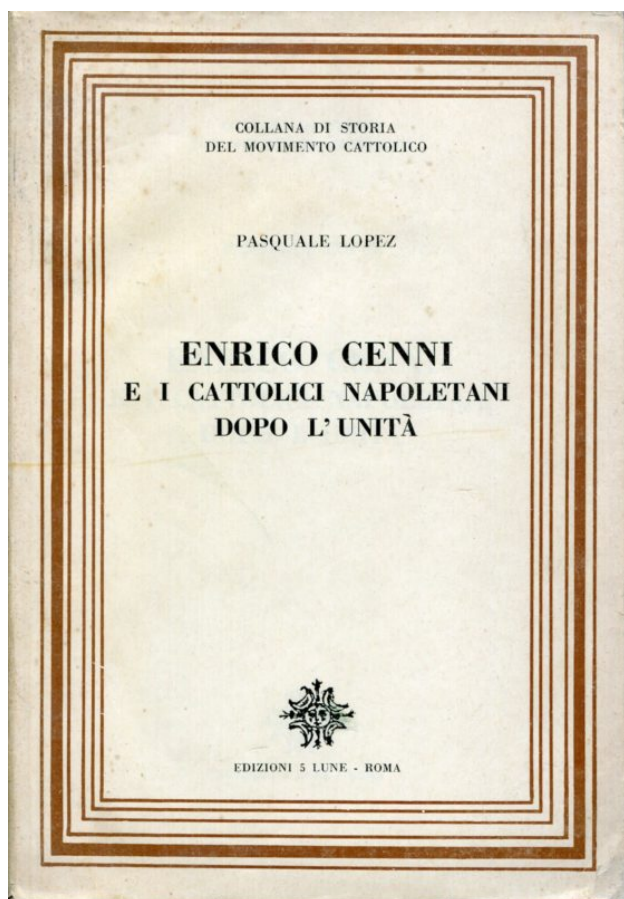 COLLANA DI STORIA
DEL MOVIMENTO CATTOLICO
PASQUALE LOPEZ
ENRICO CENNI
E I CATTOLICI NAPOLETANI
DOPO L'UNITÀ
EDIZIONI 5 LUNE - ROMA